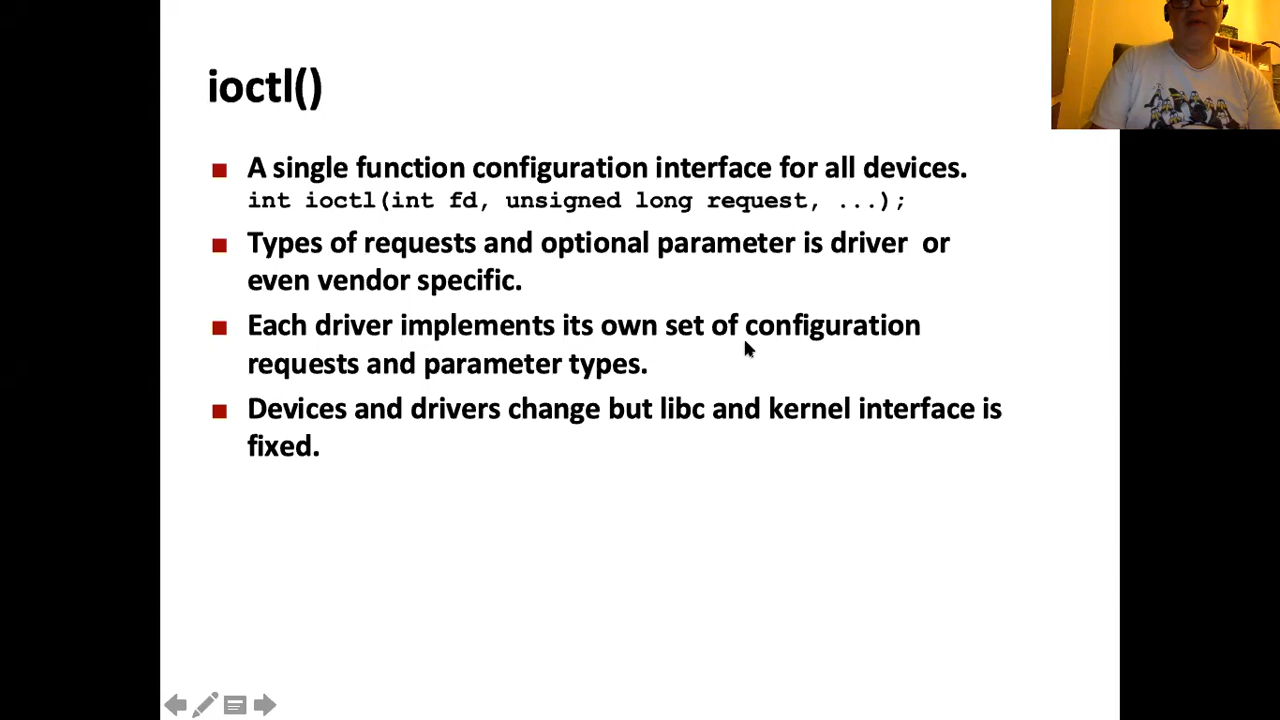 ioctl()
A single function configuration interface for all devices.
int ioctl(int fd, unsigned long request, ...);
Types of requests and optional parameter is driver or
even vendor specific.
Each driver implements its own set of configuration
requests and parameter types.
Devices and drivers change but libc and kernel interface is
fixed.